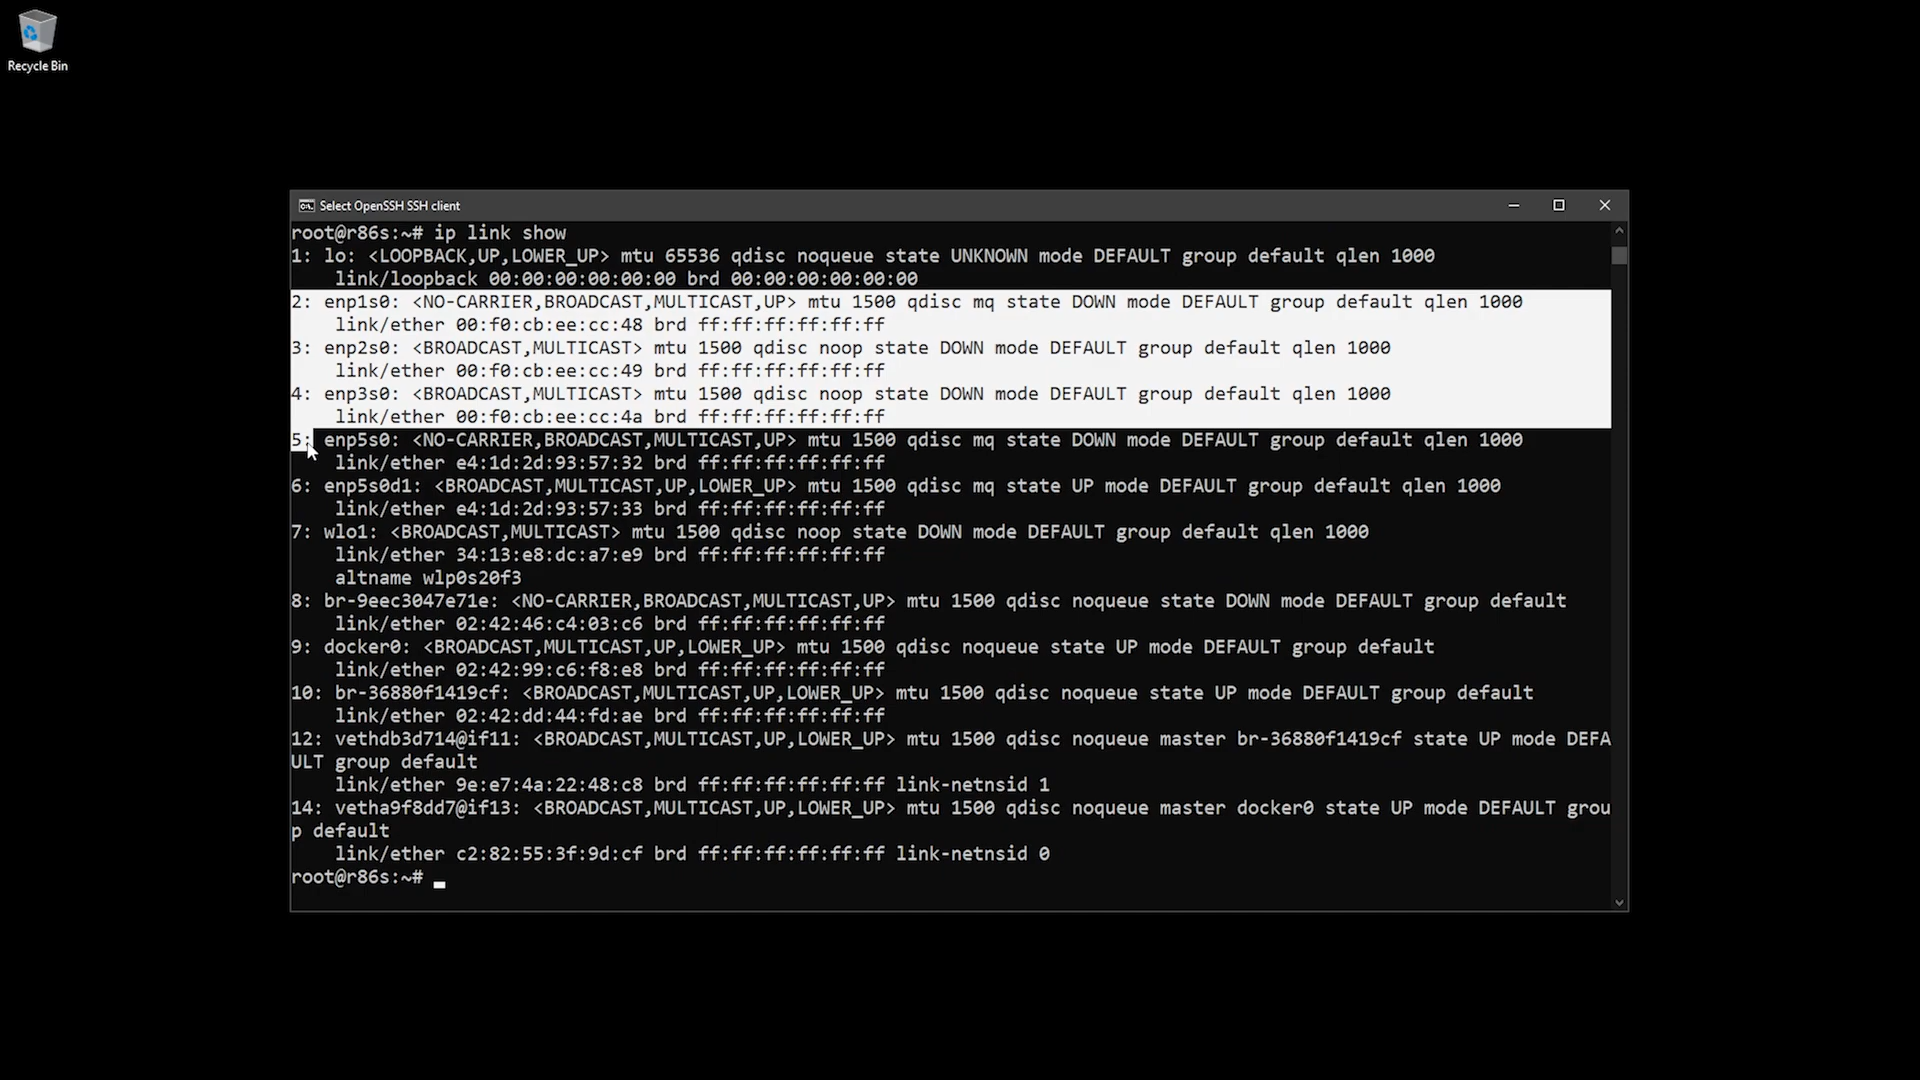 Recycle Bin
Select OpenSSH SSH client
root@r86s:~# ip link show
1: lo: <LOOPBACK,UP,LOWER_UP> mtu 65536 qdisc noqueue state UNKNOWN mode DEFAULT group default qlen 1000
    link/loopback 00:00:00:00:00:00 brd 00:00:00:00:00:00
2: enp1s0: <NO-CARRIER,BROADCAST,MULTICAST,UP> mtu 1500 qdisc mq state DOWN mode DEFAULT group default qlen 1000
    link/ether 00:f0:cb:ee:cc:48 brd ff:ff:ff:ff:ff:ff
3: enp2s0: <BROADCAST,MULTICAST> mtu 1500 qdisc noop state DOWN mode DEFAULT group default qlen 1000
    link/ether 00:f0:cb:ee:cc:49 brd ff:ff:ff:ff:ff:ff
4: enp3s0: <BROADCAST,MULTICAST> mtu 1500 qdisc noop state DOWN mode DEFAULT group default qlen 1000
    link/ether 00:f0:cb:ee:cc:4a brd ff:ff:ff:ff:ff:ff
5: enp5s0: <NO-CARRIER,BROADCAST,MULTICAST,UP> mtu 1500 qdisc mq state DOWN mode DEFAULT group default qlen 1000
    link/ether e4:1d:2d:93:57:32 brd ff:ff:ff:ff:ff:ff
6: enp5s0d1: <BROADCAST,MULTICAST,UP,LOWER_UP> mtu 1500 qdisc mq state UP mode DEFAULT group default qlen 1000
    link/ether e4:1d:2d:93:57:33 brd ff:ff:ff:ff:ff:ff
7: wlo1: <BROADCAST,MULTICAST> mtu 1500 qdisc noop state DOWN mode DEFAULT group default qlen 1000
    link/ether 34:13:e8:dc:a7:e9 brd ff:ff:ff:ff:ff:ff
    altname wlp0s20f3
8: br-9eec3047e71e: <NO-CARRIER,BROADCAST,MULTICAST,UP> mtu 1500 qdisc noqueue state DOWN mode DEFAULT group default
    link/ether 02:42:46:c4:03:c6 brd ff:ff:ff:ff:ff:ff
9: docker0: <BROADCAST,MULTICAST,UP,LOWER_UP> mtu 1500 qdisc noqueue state UP mode DEFAULT group default
    link/ether 02:42:99:c6:f8:e8 brd ff:ff:ff:ff:ff:ff
10: br-36880f1419cf: <BROADCAST,MULTICAST,UP,LOWER_UP> mtu 1500 qdisc noqueue state UP mode DEFAULT group default
    link/ether 02:42:dd:44:fd:ae brd ff:ff:ff:ff:ff:ff
12: vethdb3d714@if11: <BROADCAST,MULTICAST,UP,LOWER_UP> mtu 1500 qdisc noqueue master br-36880f1419cf state UP mode DEFA
ULT group default
    link/ether 9e:e7:4a:22:48:c8 brd ff:ff:ff:ff:ff:ff link-netnsid 1
14: vetha9f8dd7@if13: <BROADCAST,MULTICAST,UP,LOWER_UP> mtu 1500 qdisc noqueue master docker0 state UP mode DEFAULT grou
p default
    link/ether c2:82:55:3f:9d:cf brd ff:ff:ff:ff:ff:ff link-netnsid 0
root@r86s:~#